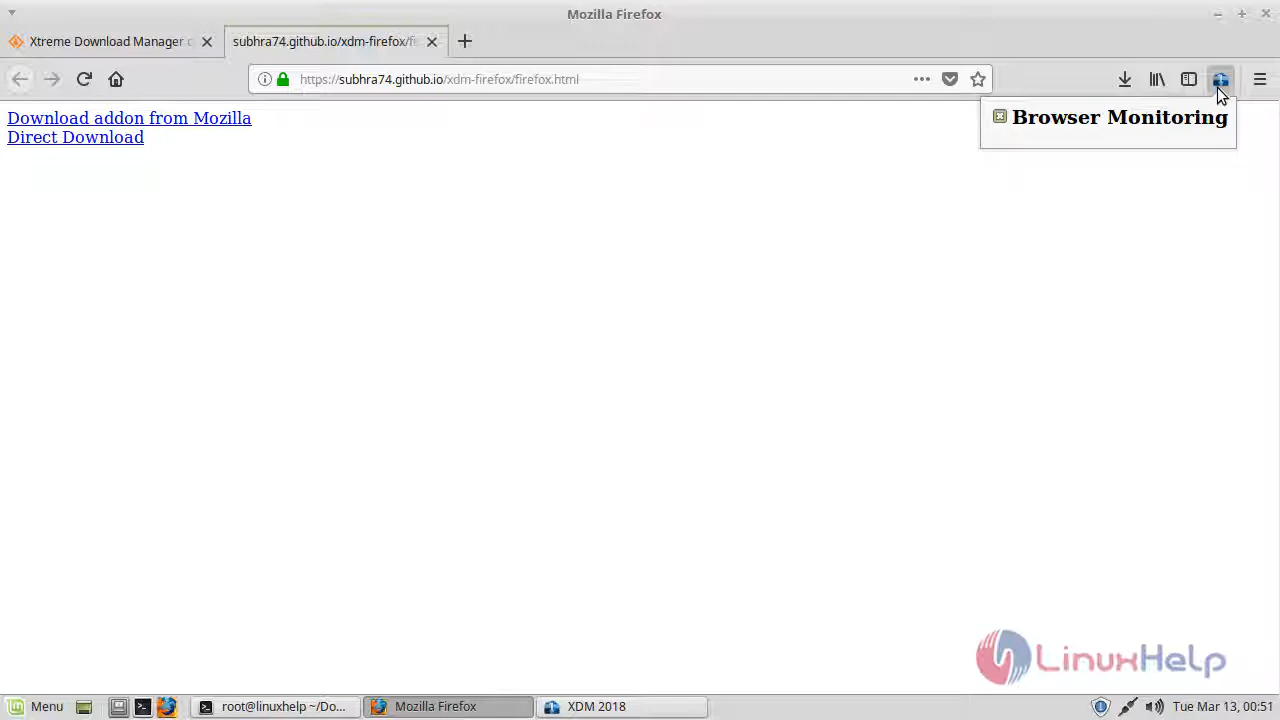 Mozilla Firefox
Xtreme Download Manager c
subhra74.github.io/xdm-firefox/fi
https://subhra74.github.io/xdm-firefox/firefox.html
Download addon from Mozilla
Direct Download
Browser Monitoring
LinuxHelp
Menu
root@linuxhelp ~/Do...
Mozilla Firefox
XDM 2018
Tue Mar 13, 00:51